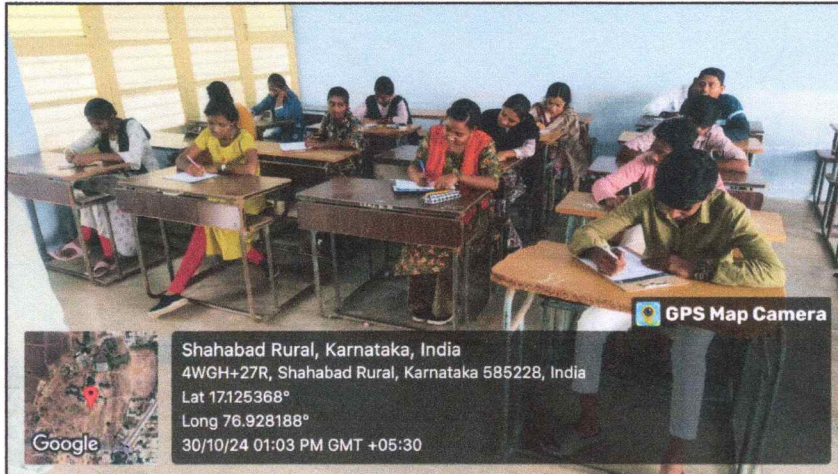 GPS Map Camera
Shahabad Rural, Karnataka, India
4WGH+27R, Shahabad Rural, Karnataka 585228, India
Lat 17.125368°
Long 76.928188°
30/10/24 01:03 PM GMT +05:30
Google